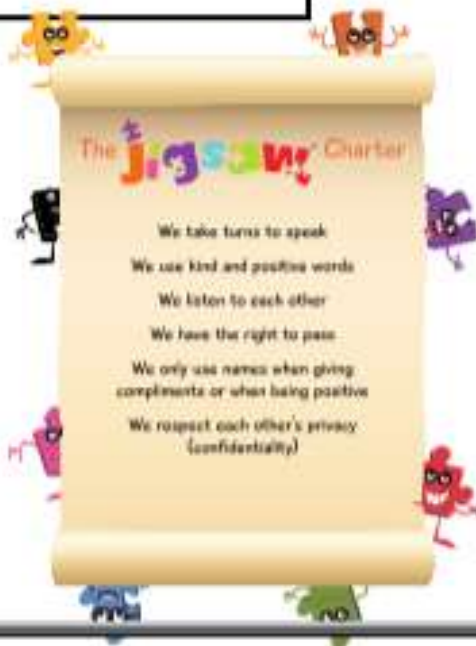 The Jigsaw Charter
We take turns to speak
We use kind and positive words
We listen to each other
We have the right to pass
We only use names when giving
compliments or when being positive
We respect each other's privacy
(confidentiality)